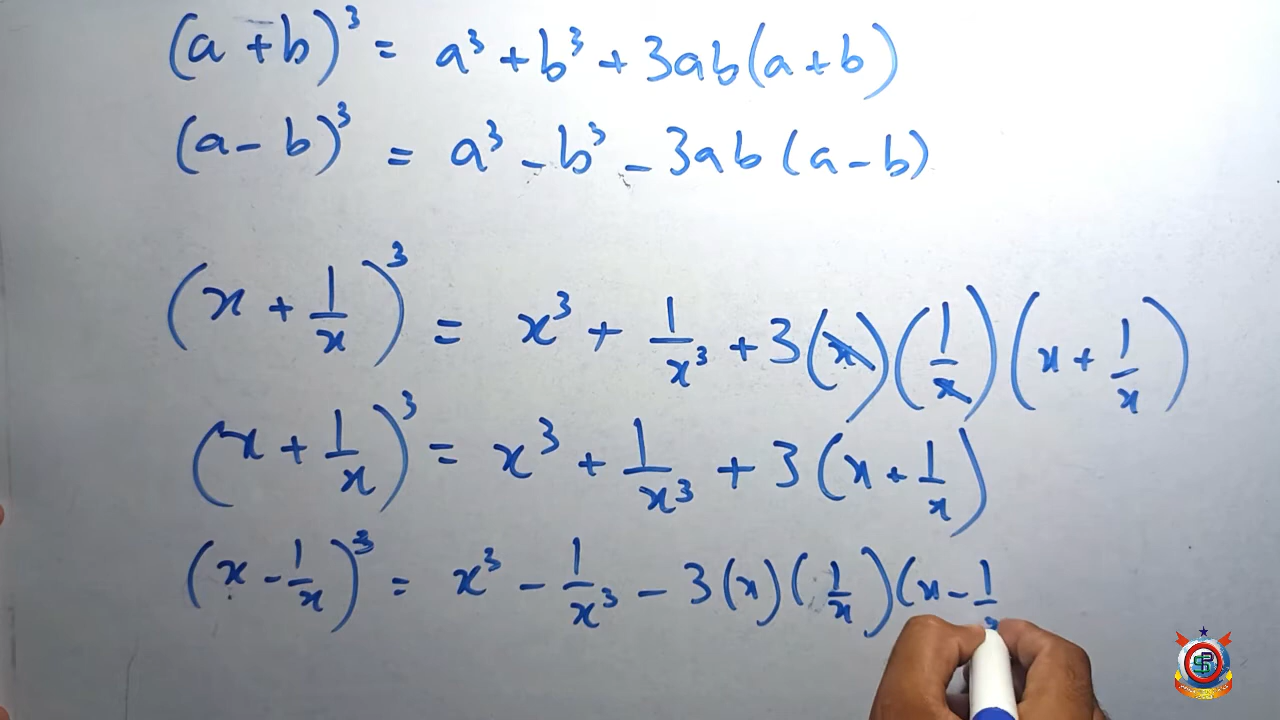 (a + b)³ = a³ + b³ + 3ab(a + b)
(a - b)³ = a³ - b³ - 3ab (a - b)
(x + 1/x)³ = x³ + 1/x³ + 3(x)(1/x)(x + 1/x)
(x + 1/x)³ = x³ + 1/x³ + 3(x + 1/x)
(x - 1/x)³ = x³ - 1/x³ - 3(x)(1/x)(x - 1/